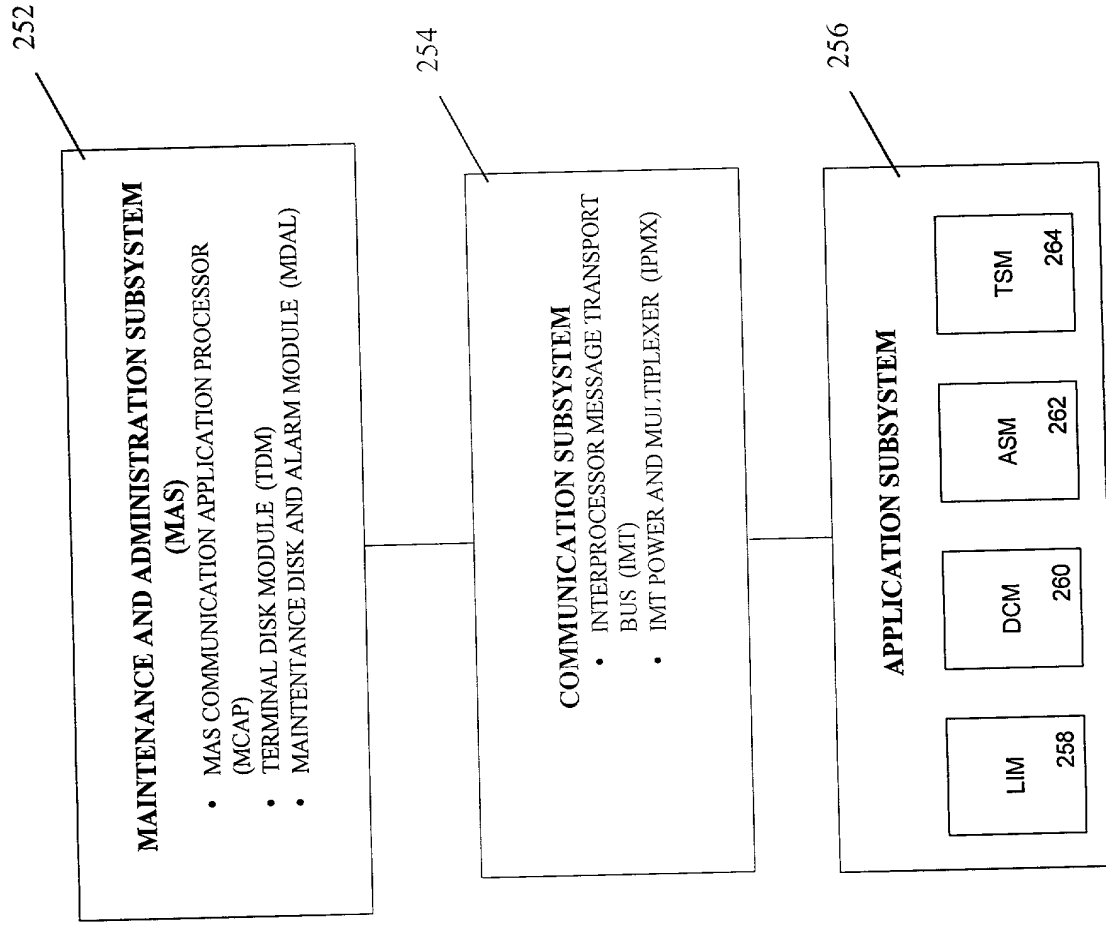 252
MAINTENANCE AND ADMINISTRATION SUBSYSTEM
(MAS)
• MAS COMMUNICATION APPLICATION PROCESSOR
(MCAP)
• TERMINAL DISK MODULE (TDM)
• MAINTENTANCE DISK AND ALARM MODULE (MDAL)
254
COMMUNICATION SUBSYSTEM
• INTERPROCESSOR MESSAGE TRANSPORT
BUS (IMT)
• IMT POWER AND MULTIPLEXER (IPMX)
256
APPLICATION SUBSYSTEM
LIM
258
DCM
260
ASM
262
TSM
264